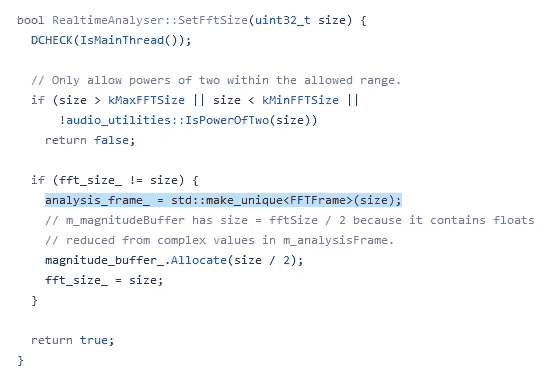 bool RealtimeAnalyser::SetFftSize(uint32_t size) {
DCHECK(IsMainThread());
// Only allow powers of two within the allowed range.
if (size > kMaxFFTSize || size < kMinFFTSize ||
!audio_utilities::IsPowerOfTwo(size))
return false;
if (fft_size_ != size) {
analysis_frame_ = std::make_unique<FFTFrame>(size);
// m_magnitudeBuffer has size = fftSize / 2 because it contains floats
// reduced from complex values in m_analysisFrame.
magnitude_buffer_.Allocate(size / 2);
fft_size_ = size;
}
return true;
}